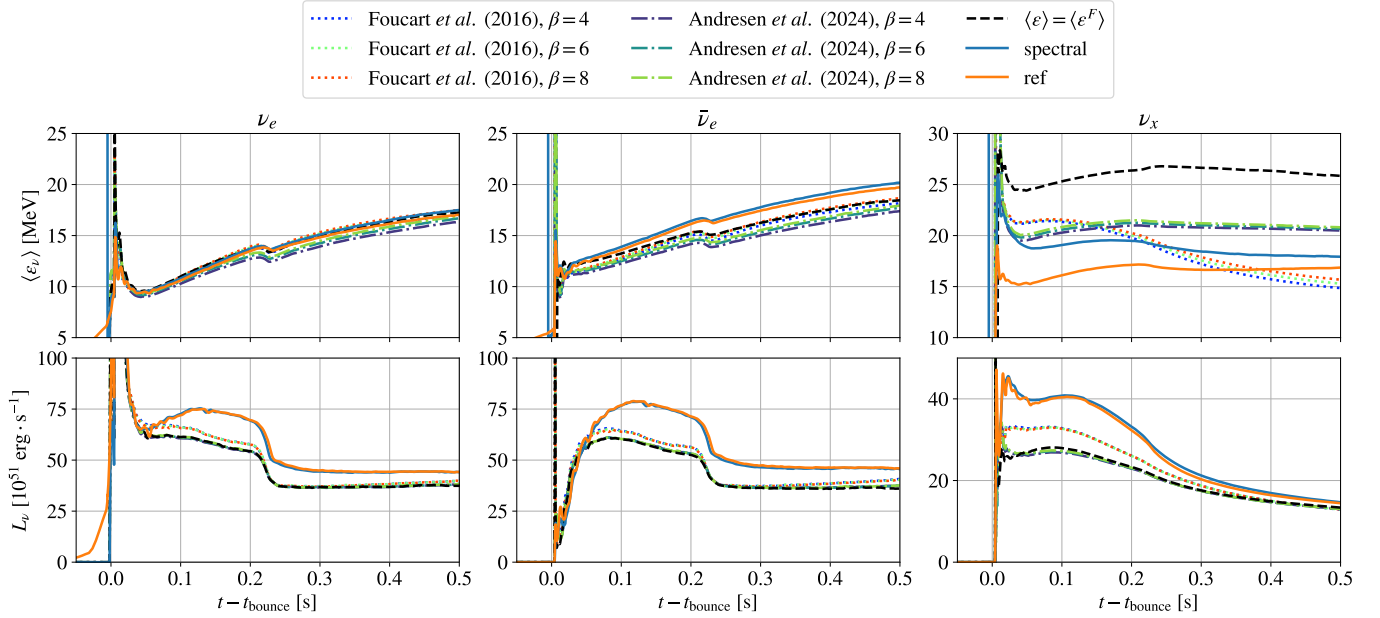 Foucart et al. (2016), β = 4
Foucart et al. (2016), β = 6
Foucart et al. (2016), β = 8
Andresen et al. (2024), β = 4
Andresen et al. (2024), β = 6
Andresen et al. (2024), β = 8
⟨ε⟩ = ⟨ε^F⟩
spectral
ref
ν_e
ν̄_e
ν_x
⟨ε_ν⟩ [MeV]
25
20
15
10
5
25
20
15
10
5
30
25
20
15
10
L_ν [10^51 erg · s^−1]
100
75
50
25
0
100
75
50
25
0
40
20
0
0.0 0.1 0.2 0.3 0.4 0.5
0.0 0.1 0.2 0.3 0.4 0.5
0.0 0.1 0.2 0.3 0.4 0.5
t − t_bounce [s]
t − t_bounce [s]
t − t_bounce [s]